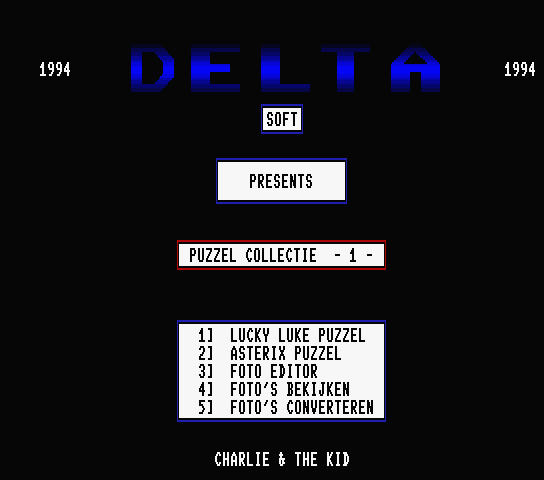 1994 DELTA 1994
SOFT
PRESENTS
PUZZEL COLLECTIE - 1 -
1] LUCKY LUKE PUZZEL
2] ASTERIX PUZZEL
3] FOTO EDITOR
4] FOTO'S BEKIJKEN
5] FOTO'S CONVERTEREN
CHARLIE & THE KID